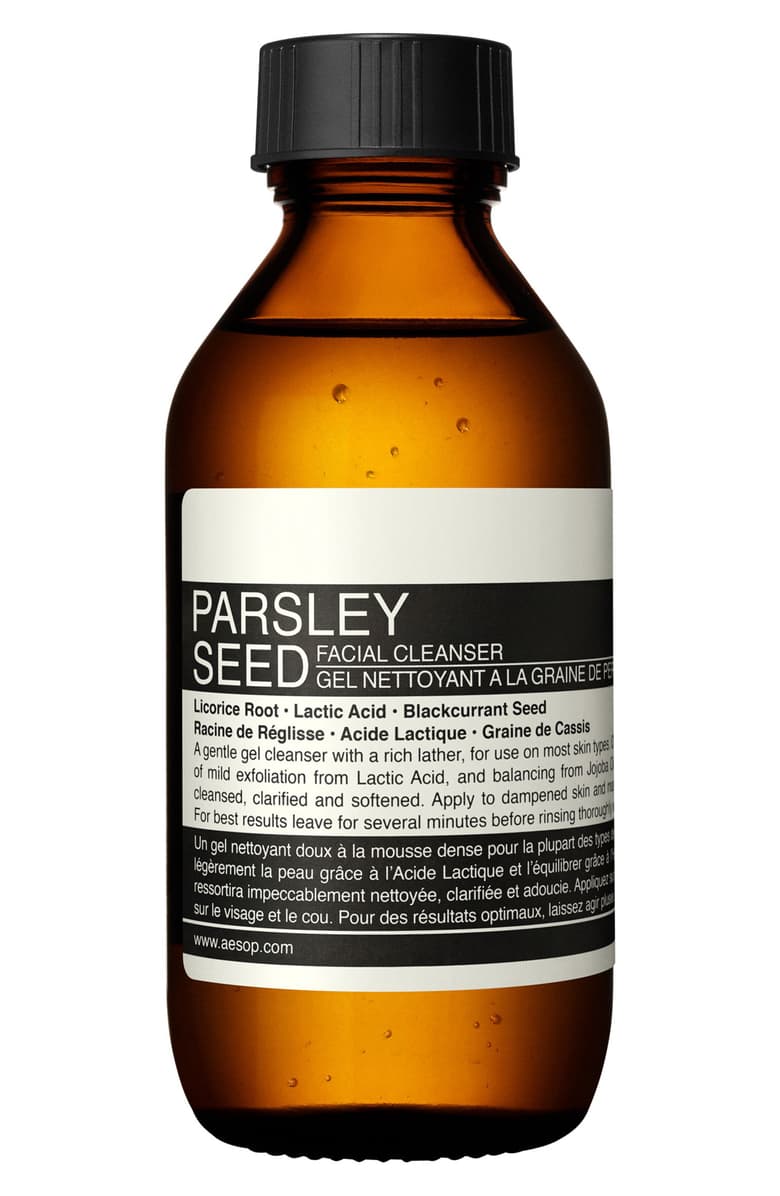 PARSLEY
SEED
FACIAL CLEANSER
GEL NETTOYANT A LA GRAINE DE
Licorice Root · Lactic Acid · Blackcurrant Seed
Racine de Réglisse · Acide Lactique · Graine de Cassis
A gentle gel cleanser with a rich lather, for use on most skin types.
of mild exfoliation from Lactic Acid, and balancing from Jojoba
cleansed, clarified and softened. Apply to dampened skin and
For best results leave for several minutes before rinsing thoroughly
Un gel nettoyant doux à la mousse dense pour la plupart des types
légèrement la peau grâce à l'Acide Lactique et l'équilibrer grâce à
ressortira impeccablement nettoyée, clarifiée et adoucie. Appliquez
sur le visage et le cou. Pour des résultats optimaux, laissez agir
www.aesop.com